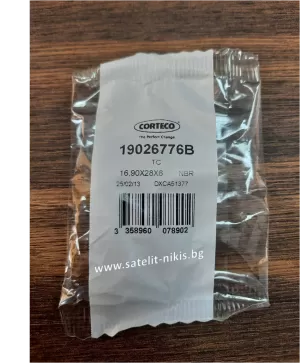 CORTECO
The Perfect Change
19026776B
TC
16,90X28X6 NBR
25/02/13 DXCA51377
3 358960 078902
www.satelit-nikis.bg